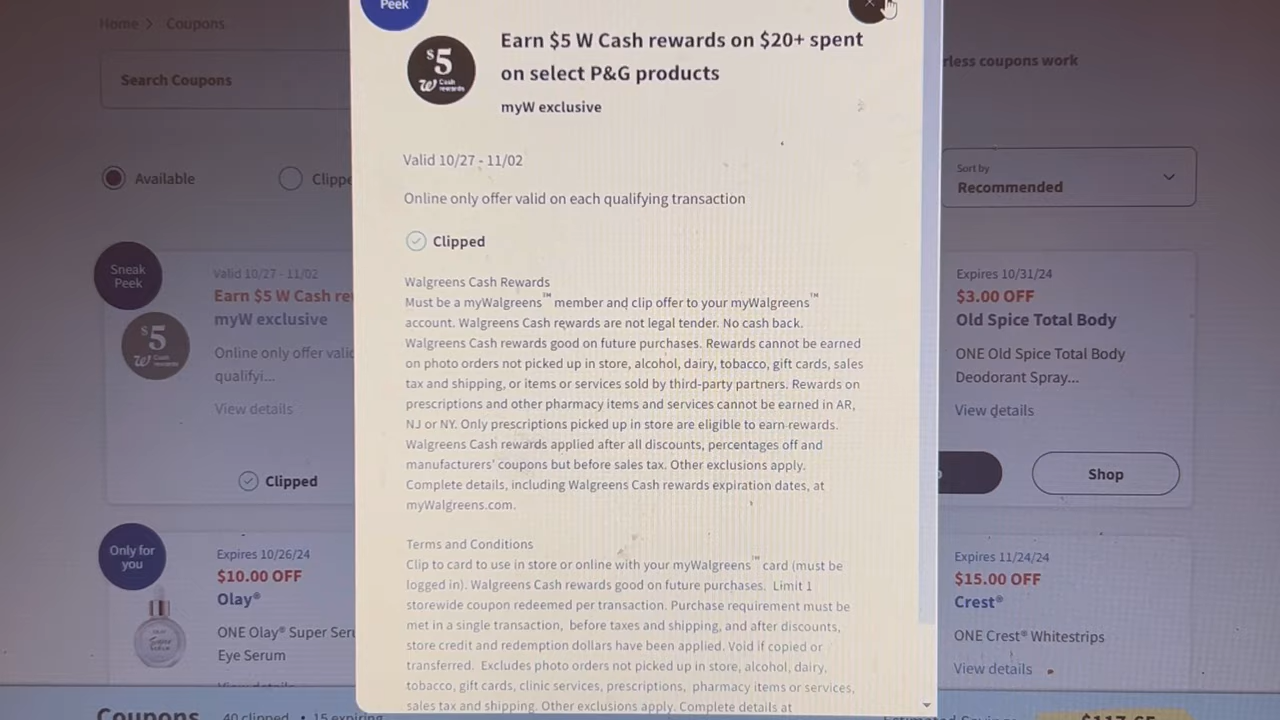 Home > Coupons
Search Coupons
Available
Clippe
rless coupons work
Sort by
Recommended
Sneak
Peek
Valid 10/27 - 11/02
Earn $5 W Cash re
myW exclusive
$5
W Cash
rewards
Online only offer valid
qualifyi...
View details
Clipped
Only for
you
Expires 10/26/24
$10.00 OFF
Olay®
ONE Olay® Super Seru
Eye Serum
Peek
$5
W Cash
rewards
Earn $5 W Cash rewards on $20+ spent
on select P&G products
myW exclusive
Valid 10/27 - 11/02
Online only offer valid on each qualifying transaction
Clipped
Walgreens Cash Rewards
Must be a myWalgreens™ member and clip offer to your myWalgreens™
account. Walgreens Cash rewards are not legal tender. No cash back.
Walgreens Cash rewards good on future purchases. Rewards cannot be earned
on photo orders not picked up in store, alcohol, dairy, tobacco, gift cards, sales
tax and shipping, or items or services sold by third-party partners. Rewards on
prescriptions and other pharmacy items and services cannot be earned in AR,
NJ or NY. Only prescriptions picked up in store are eligible to earn rewards.
Walgreens Cash rewards applied after all discounts, percentages off and
manufacturers' coupons but before sales tax. Other exclusions apply.
Complete details, including Walgreens Cash rewards expiration dates, at
myWalgreens.com.
Terms and Conditions
Clip to card to use in store or online with your myWalgreens™ card (must be
logged in). Walgreens Cash rewards good on future purchases. Limit 1
storewide coupon redeemed per transaction. Purchase requirement must be
met in a single transaction, before taxes and shipping, and after discounts,
store credit and redemption dollars have been applied. Void if copied or
transferred. Excludes photo orders not picked up in store, alcohol, dairy,
tobacco, gift cards, clinic services, prescriptions, pharmacy items or services,
sales tax and shipping. Other exclusions apply. Complete details at
Expires 10/31/24
$3.00 OFF
Old Spice Total Body
ONE Old Spice Total Body
Deodorant Spray...
View details
Shop
Expires 11/24/24
$15.00 OFF
Crest®
ONE Crest® Whitestrips
View details
Coupons 40 clipped • 15 expiring
$117.65